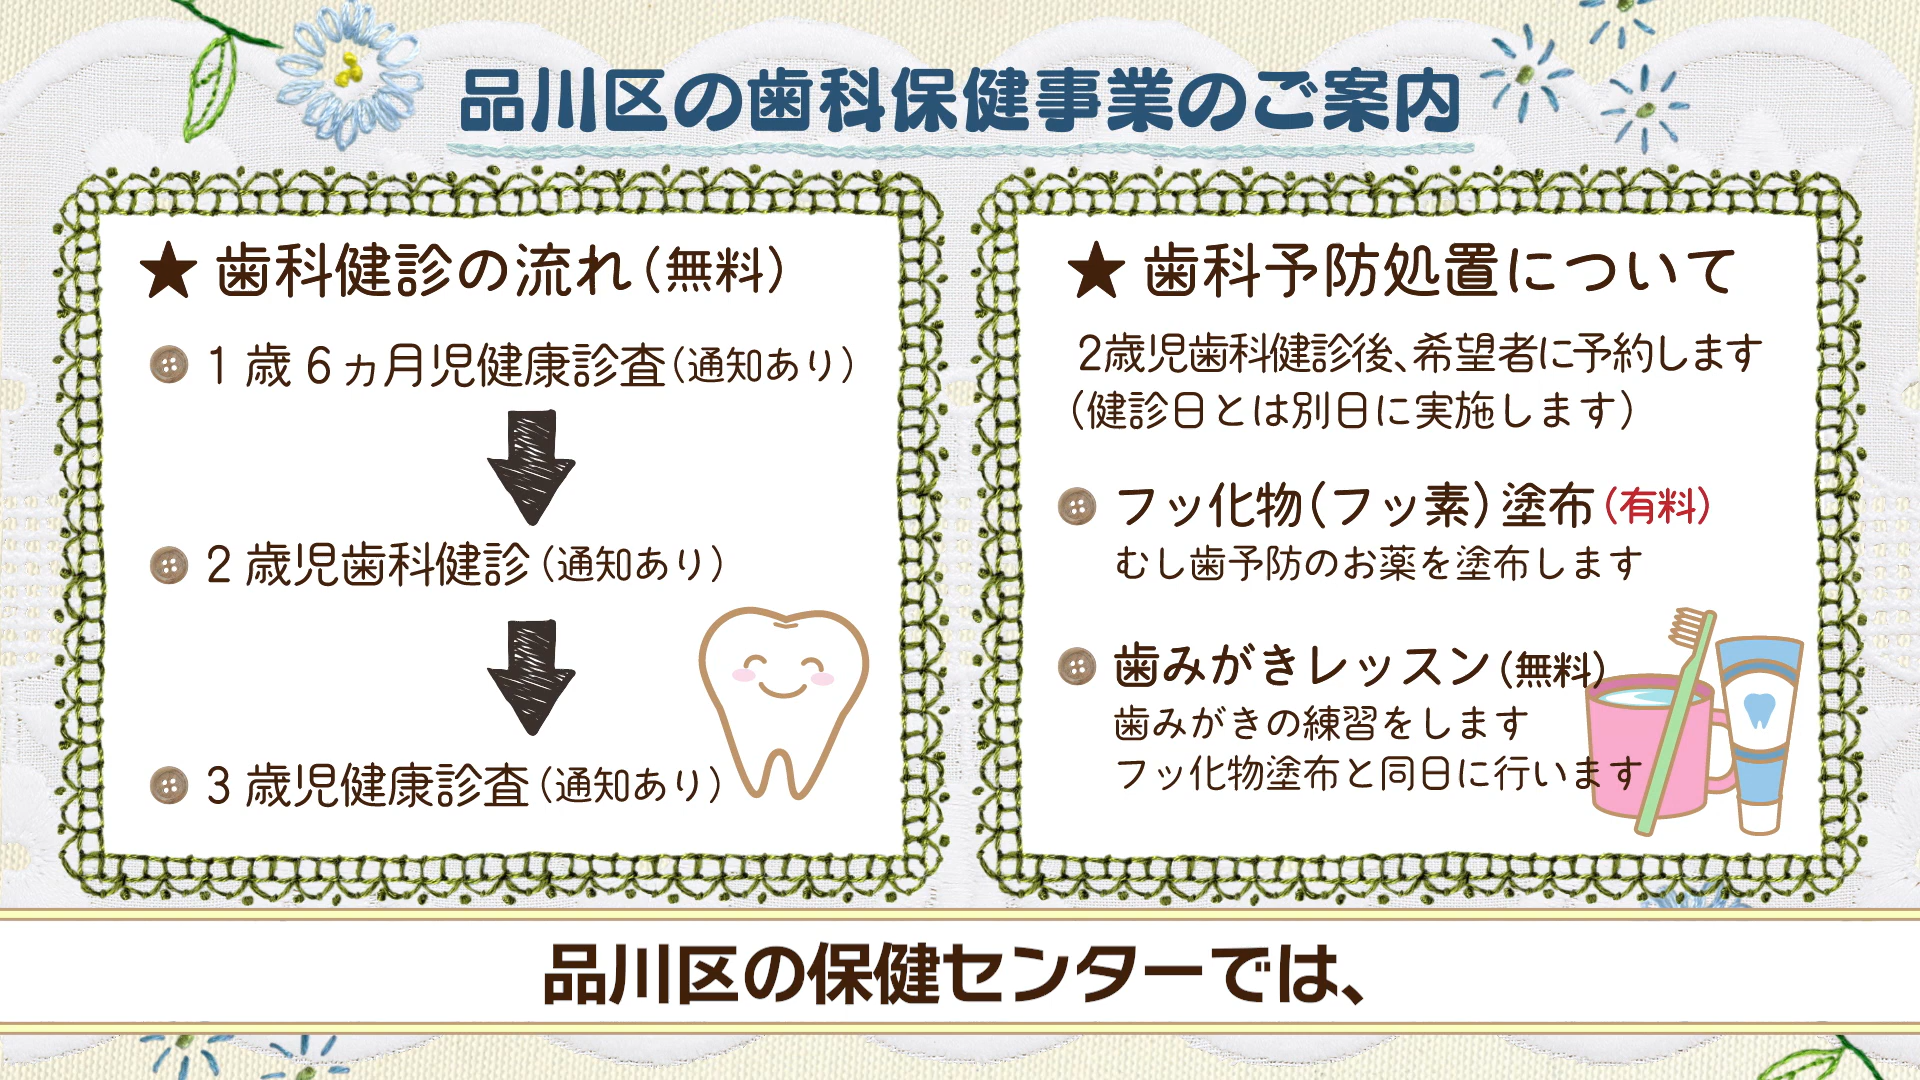 品川区の歯科保健事業のご案内
★ 歯科健診の流れ(無料)
1歳6ヵ月児健康診査(通知あり)
2歳児歯科健診(通知あり)
3歳児健康診査(通知あり)
★ 歯科予防処置について
2歳児歯科健診後、希望者に予約します
(健診日とは別日に実施します)
フッ化物(フッ素)塗布(有料)
むし歯予防のお薬を塗布します
歯みがきレッスン(無料)
歯みがきの練習をします
フッ化物塗布と同日に行います
品川区の保健センターでは、